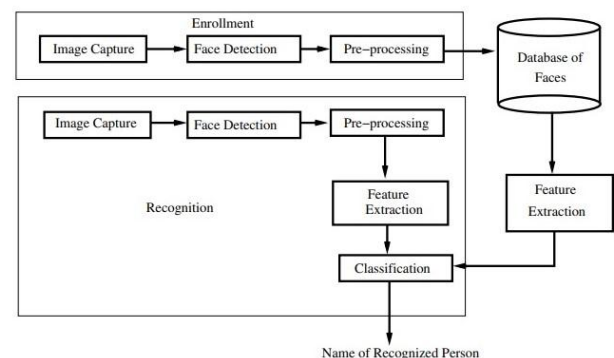 Enrollment
Image Capture
Face Detection
Pre−processing
Database of
Faces
Image Capture
Face Detection
Pre−processing
Feature
Extraction
Recognition
Feature
Extraction
Classification
Name of Recognized Person